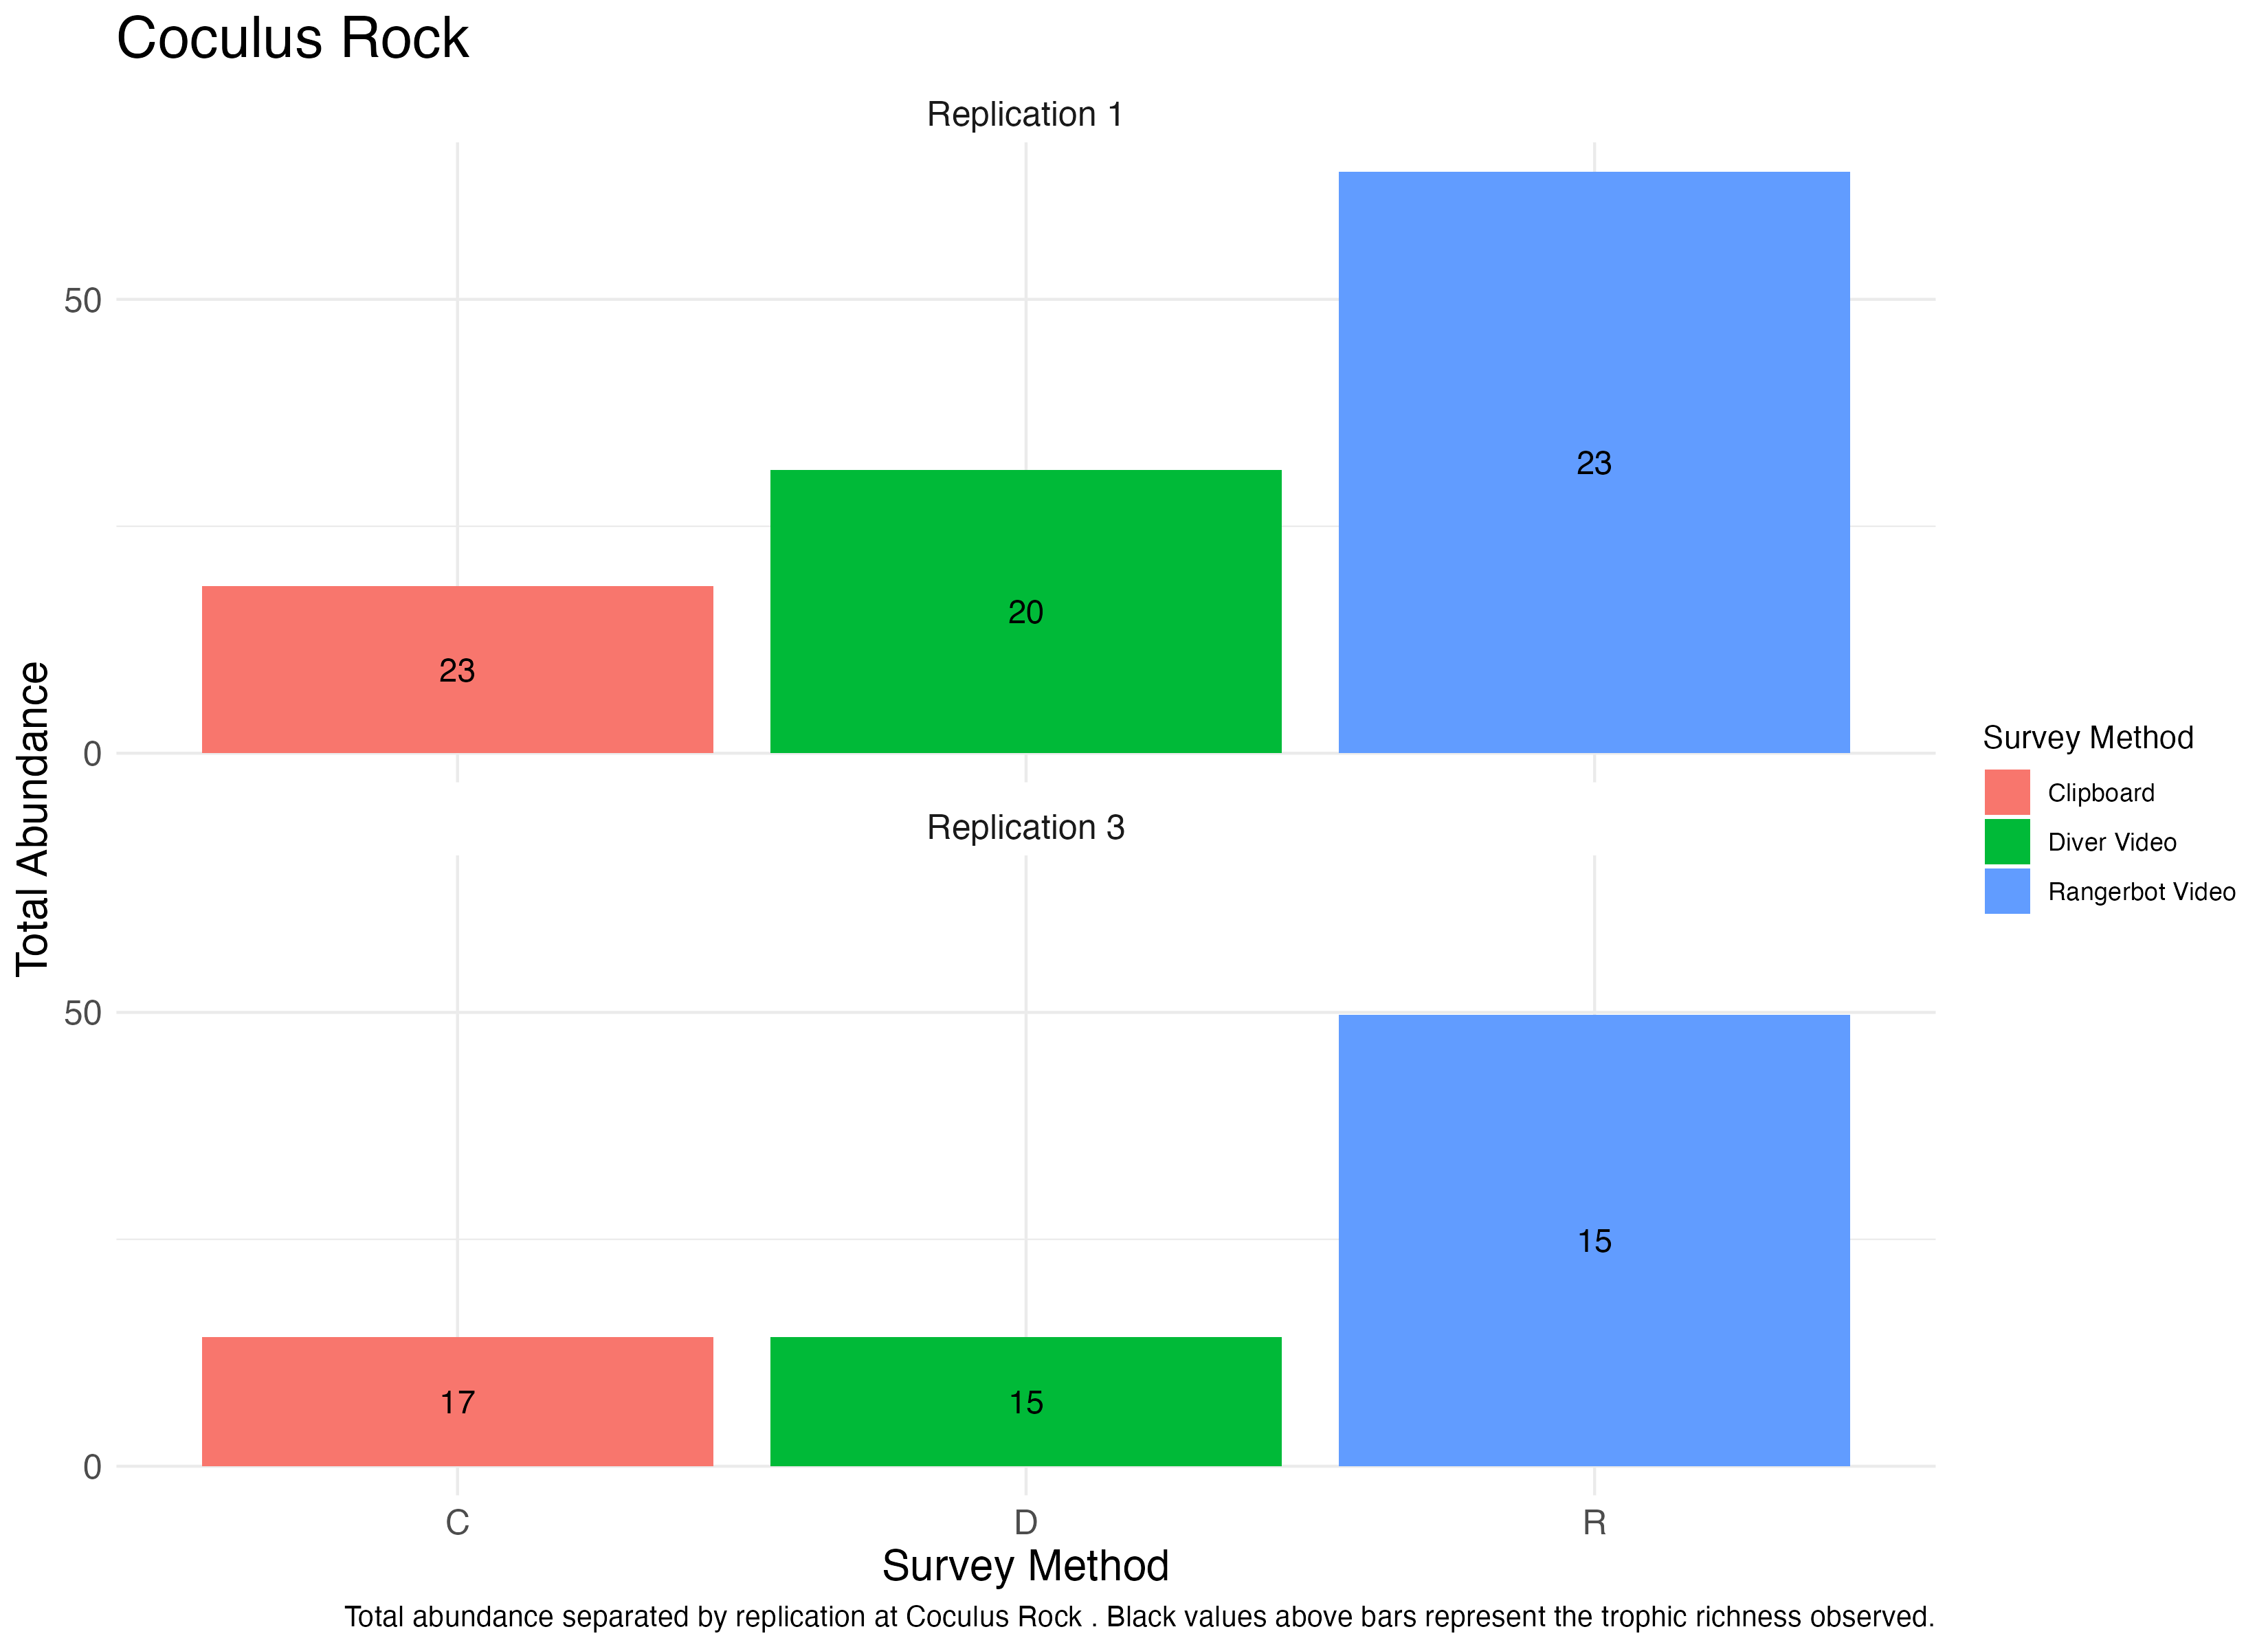 Coculus Rock
Replication 1
50
23
20
23
0
Replication 3
50
17
15
15
0
C
D
R
Total Abundance
Survey Method
Survey Method
Clipboard
Diver Video
Rangerbot Video
Total abundance separated by replication at Coculus Rock . Black values above bars represent the trophic richness observed.